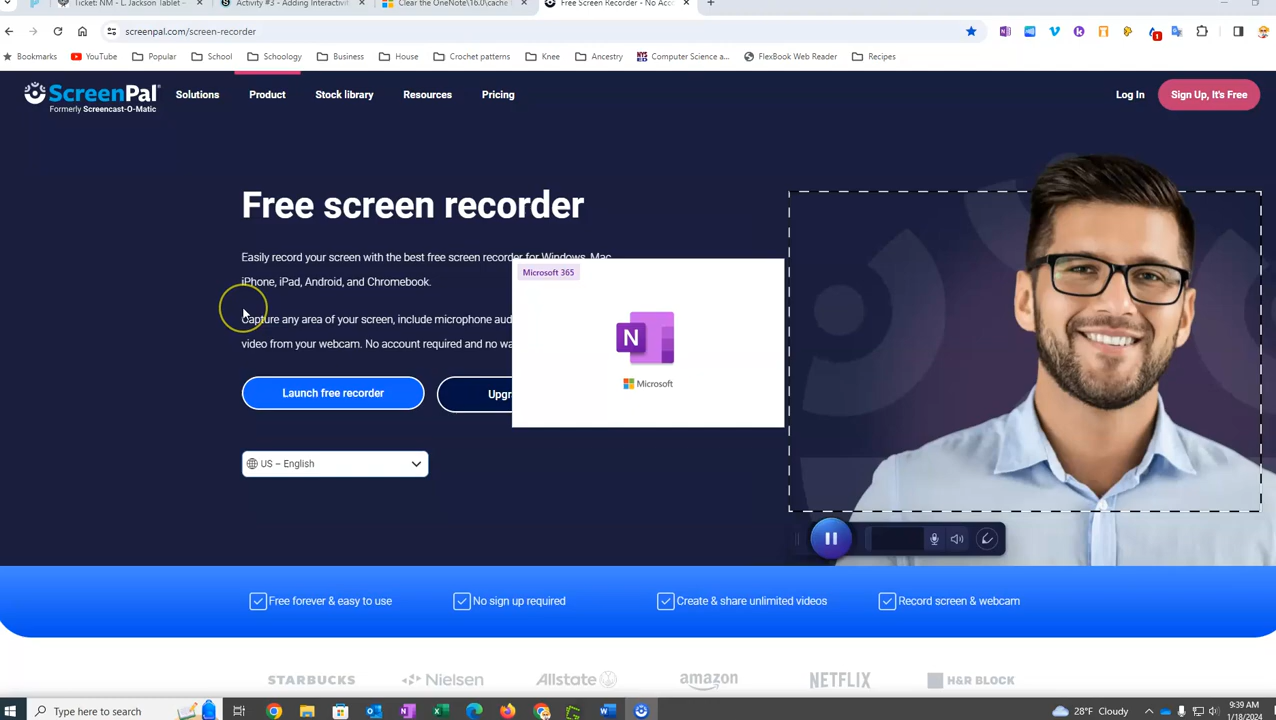 Ticket: NM - L. Jackson Tablet -
Activity #3 - Adding Interactivi
Clear the OneNote\16.0\cache
Free Screen Recorder - No Acco
screenpal.com/screen-recorder
Bookmarks
YouTube
Popular
School
Schoology
Business
House
Crochet patterns
Knee
Ancestry
Computer Science a...
FlexBook Web Reader
Recipes
ScreenPal
Formerly Screencast-O-Matic
Solutions
Product
Stock library
Resources
Pricing
Log In
Sign Up, It's Free
Free screen recorder
Easily record your screen with the best free screen recorder for Windows, Mac,
iPhone, iPad, Android, and Chromebook.
Capture any area of your screen, include microphone aud
video from your webcam. No account required and no wa
Microsoft 365
N
Microsoft
Launch free recorder
Upgr
US – English
Free forever & easy to use
No sign up required
Create & share unlimited videos
Record screen & webcam
STARBUCKS
Nielsen
Allstate
amazon
NETFLIX
H&R BLOCK
Type here to search
28°F Cloudy
9:39 AM
1/18/2024